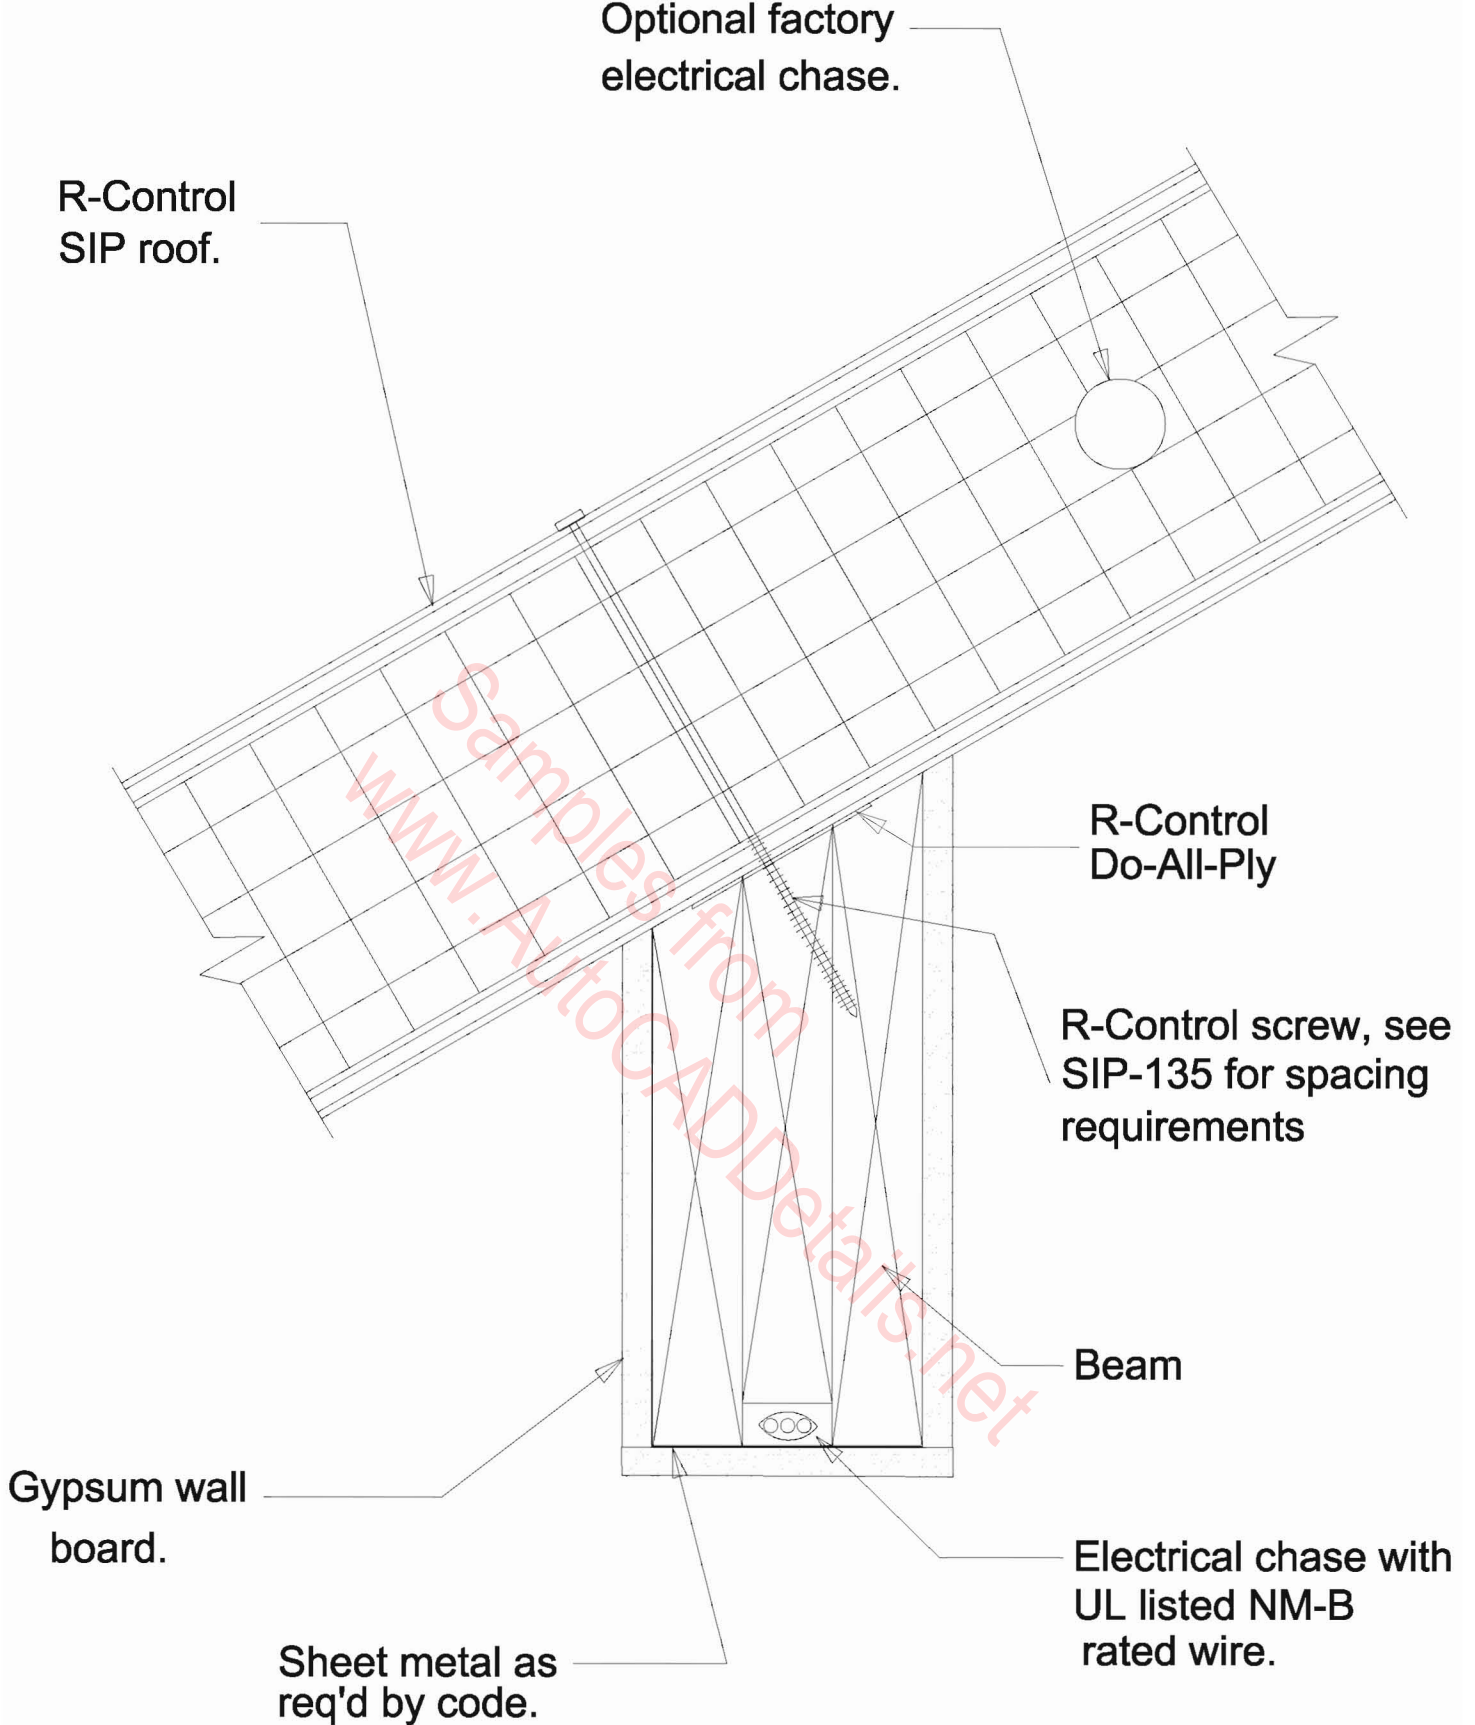 Optional factory
electrical chase.
R-Control
SIP roof.
R-Control
Do-All-Ply
R-Control screw, see
SIP-135 for spacing
requirements
Beam
Gypsum wall
board.
Electrical chase with
UL listed NM-B
rated wire.
Sheet metal as
req'd by code.
Samples from
www.AutoCADDetails.net